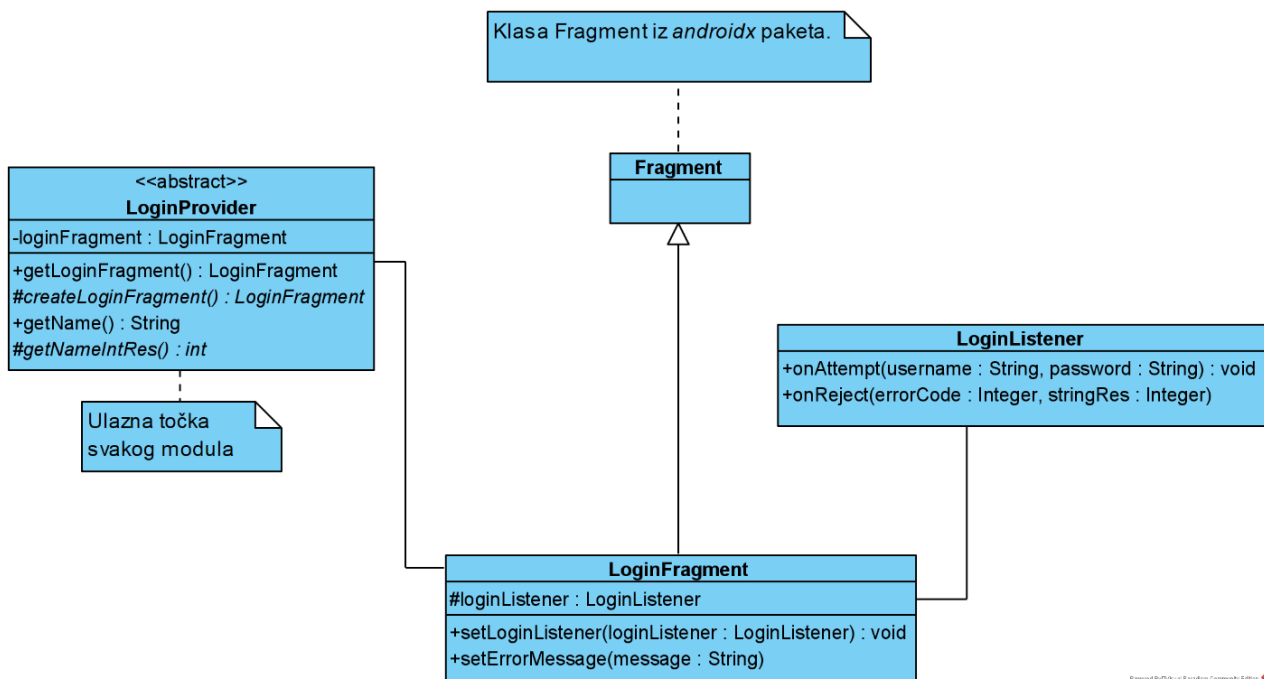 Klasa Fragment iz androidx paketa.
Fragment
<<abstract>>
LoginProvider
-loginFragment : LoginFragment
+getLoginFragment() : LoginFragment
#createLoginFragment() : LoginFragment
+getName() : String
#getNameIntRes() : int
Ulazna točka
svakog modula
LoginListener
+onAttempt(username : String, password : String) : void
+onReject(errorCode : Integer, stringRes : Integer)
LoginFragment
#loginListener : LoginListener
+setLoginListener(loginListener : LoginListener) : void
+setErrorMessage(message : String)